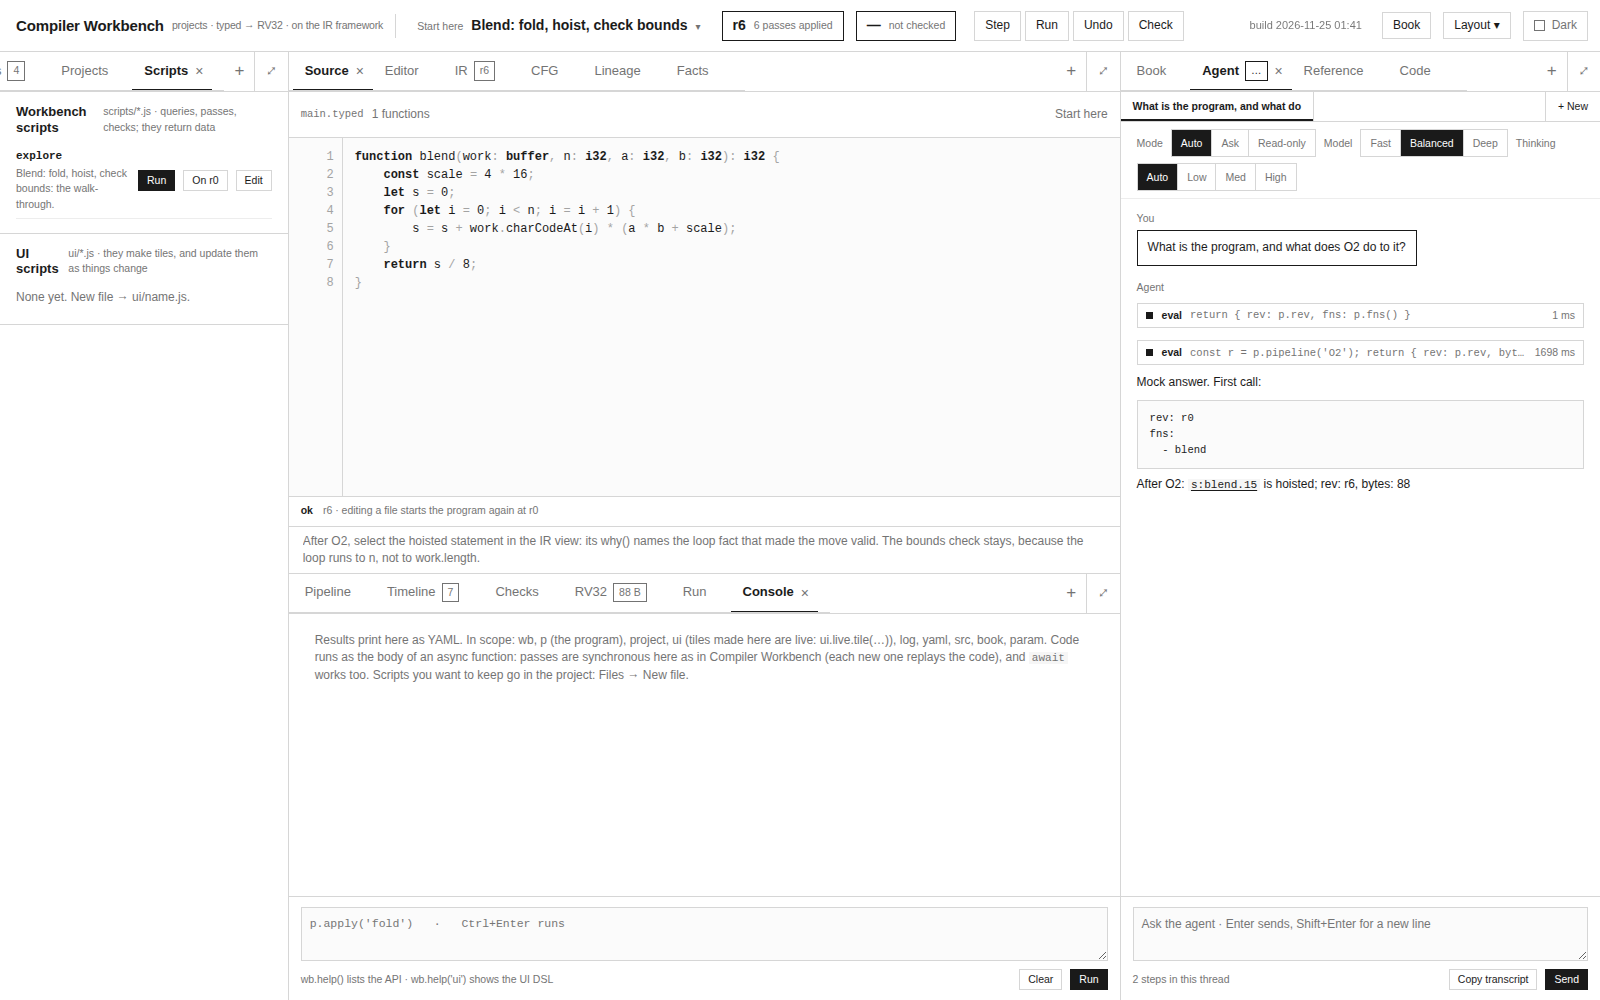 Compiler Workbench projects · typed → RV32 · on the IR framework Start here Blend: fold, hoist, check bounds ▾ r6 6 passes applied — not checked Step Run Undo Check build 2026-11-25 01:41 Book Layout ▾ Dark
4 Projects Scripts × +
Workbench scripts
scripts/*.js · queries, passes, checks; they return data
explore
Blend: fold, hoist, check
bounds: the walk-
through.
Run On r0 Edit
UI scripts
ui/*.js · they make tiles, and update them
as things change
None yet. New file → ui/name.js.
Source × Editor IR r6 CFG Lineage Facts +
main.typed 1 functions Start here
1 function blend(work: buffer, n: i32, a: i32, b: i32): i32 {
2 const scale = 4 * 16;
3 let s = 0;
4 for (let i = 0; i < n; i = i + 1) {
5 s = s + work.charCodeAt(i) * (a * b + scale);
6 }
7 return s / 8;
8 }
ok r6 · editing a file starts the program again at r0
After O2, select the hoisted statement in the IR view: its why() names the loop fact that made the move valid. The bounds check stays, because the
loop runs to n, not to work.length.
Pipeline Timeline 7 Checks RV32 88 B Run Console × +
Results print here as YAML. In scope: wb, p (the program), project, ui (tiles made here are live: ui.live.tile(…)), log, yaml, src, book, param. Code
runs as the body of an async function: passes are synchronous here as in Compiler Workbench (each new one replays the code), and await
works too. Scripts you want to keep go in the project: Files → New file.
p.apply('fold') · Ctrl+Enter runs
wb.help() lists the API · wb.help('ui') shows the UI DSL Clear Run
Book Agent ... × Reference Code +
What is the program, and what do + New
Mode Auto Ask Read-only Model Fast Balanced Deep Thinking
Auto Low Med High
You
What is the program, and what does O2 do to it?
Agent
eval return { rev: p.rev, fns: p.fns() } 1 ms
eval const r = p.pipeline('O2'); return { rev: p.rev, byt… 1698 ms
Mock answer. First call:
rev: r0
fns:
- blend
After O2: s:blend.15 is hoisted; rev: r6, bytes: 88
Ask the agent · Enter sends, Shift+Enter for a new line
2 steps in this thread Copy transcript Send